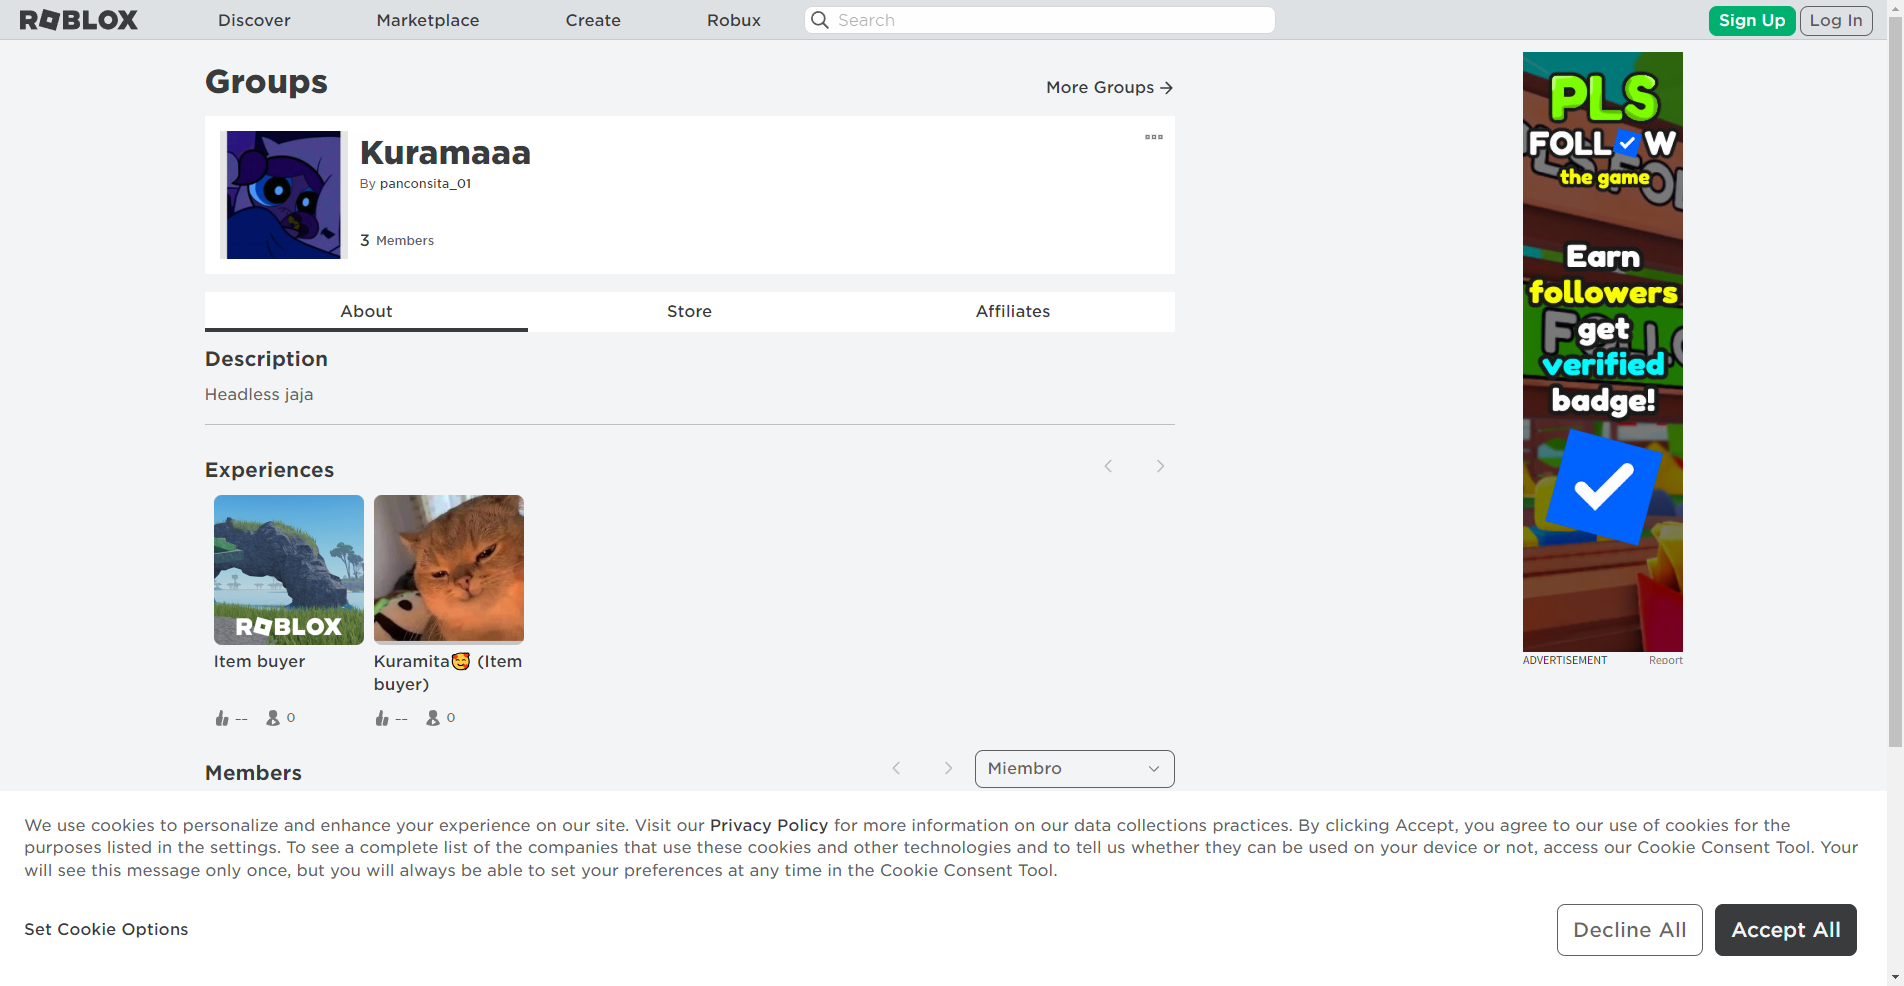 ROBLOX
Discover
Marketplace
Create
Robux
Search
Sign Up
Log In
Groups
More Groups
Kuramaaa
By panconsita_01
3 Members
About
Store
Affiliates
Description
Headless jaja
Experiences
ROBLOX
Item buyer
-- 0
Kuramita🥰 (Item
buyer)
-- 0
Members
Miembro
PLS
FOLLOW
the game
Earn
followers
get
verified
badge!
ADVERTISEMENT
Report
We use cookies to personalize and enhance your experience on our site. Visit our Privacy Policy for more information on our data collections practices. By clicking Accept, you agree to our use of cookies for the
purposes listed in the settings. To see a complete list of the companies that use these cookies and other technologies and to tell us whether they can be used on your device or not, access our Cookie Consent Tool. Your
will see this message only once, but you will always be able to set your preferences at any time in the Cookie Consent Tool.
Set Cookie Options
Decline All
Accept All